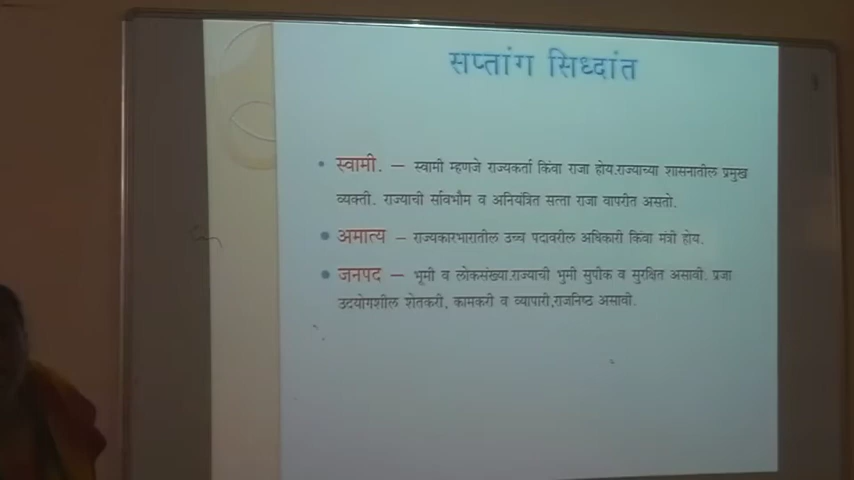 सप्तांग सिध्दांत
• स्वामी. – स्वामी म्हणजे राज्यकर्ता किंवा राजा होय.राज्याच्या शासनातील प्रमुख
व्यक्ती. राज्याची सार्वभौम व अनियंत्रित सत्ता राजा वापरीत असतो.
• अमात्य – राज्यकारभारातील उच्च पदावरील अधिकारी किंवा मंत्री होय.
• जनपद – भूमी व लोकसंख्या.राज्याची भुमी सुपीक व सुरक्षित असावी. प्रजा
उदयोगशील शेतकरी, कामकरी व व्यापारी,राजनिष्ठ असावी.